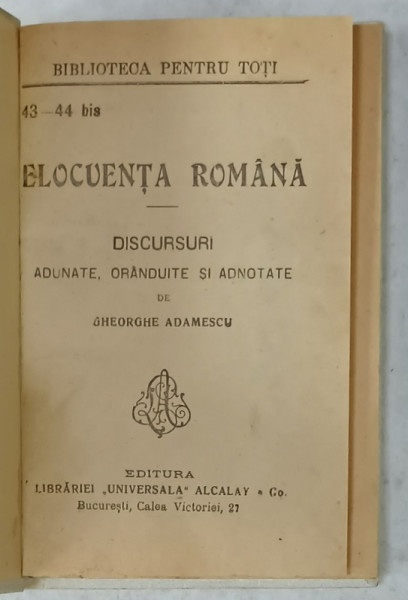 BIBLIOTECA PENTRU TOȚI
43—44 bis
ELOCUENȚA ROMÂNĂ
DISCURSURI
ADUNATE, ORÂNDUITE ȘI ADNOTATE
DE
GHEORGHE ADAMESCU
EDITURA
LIBRĂRIEI „UNIVERSALA" ALCALAY & Co.
București, Calea Victoriei, 27